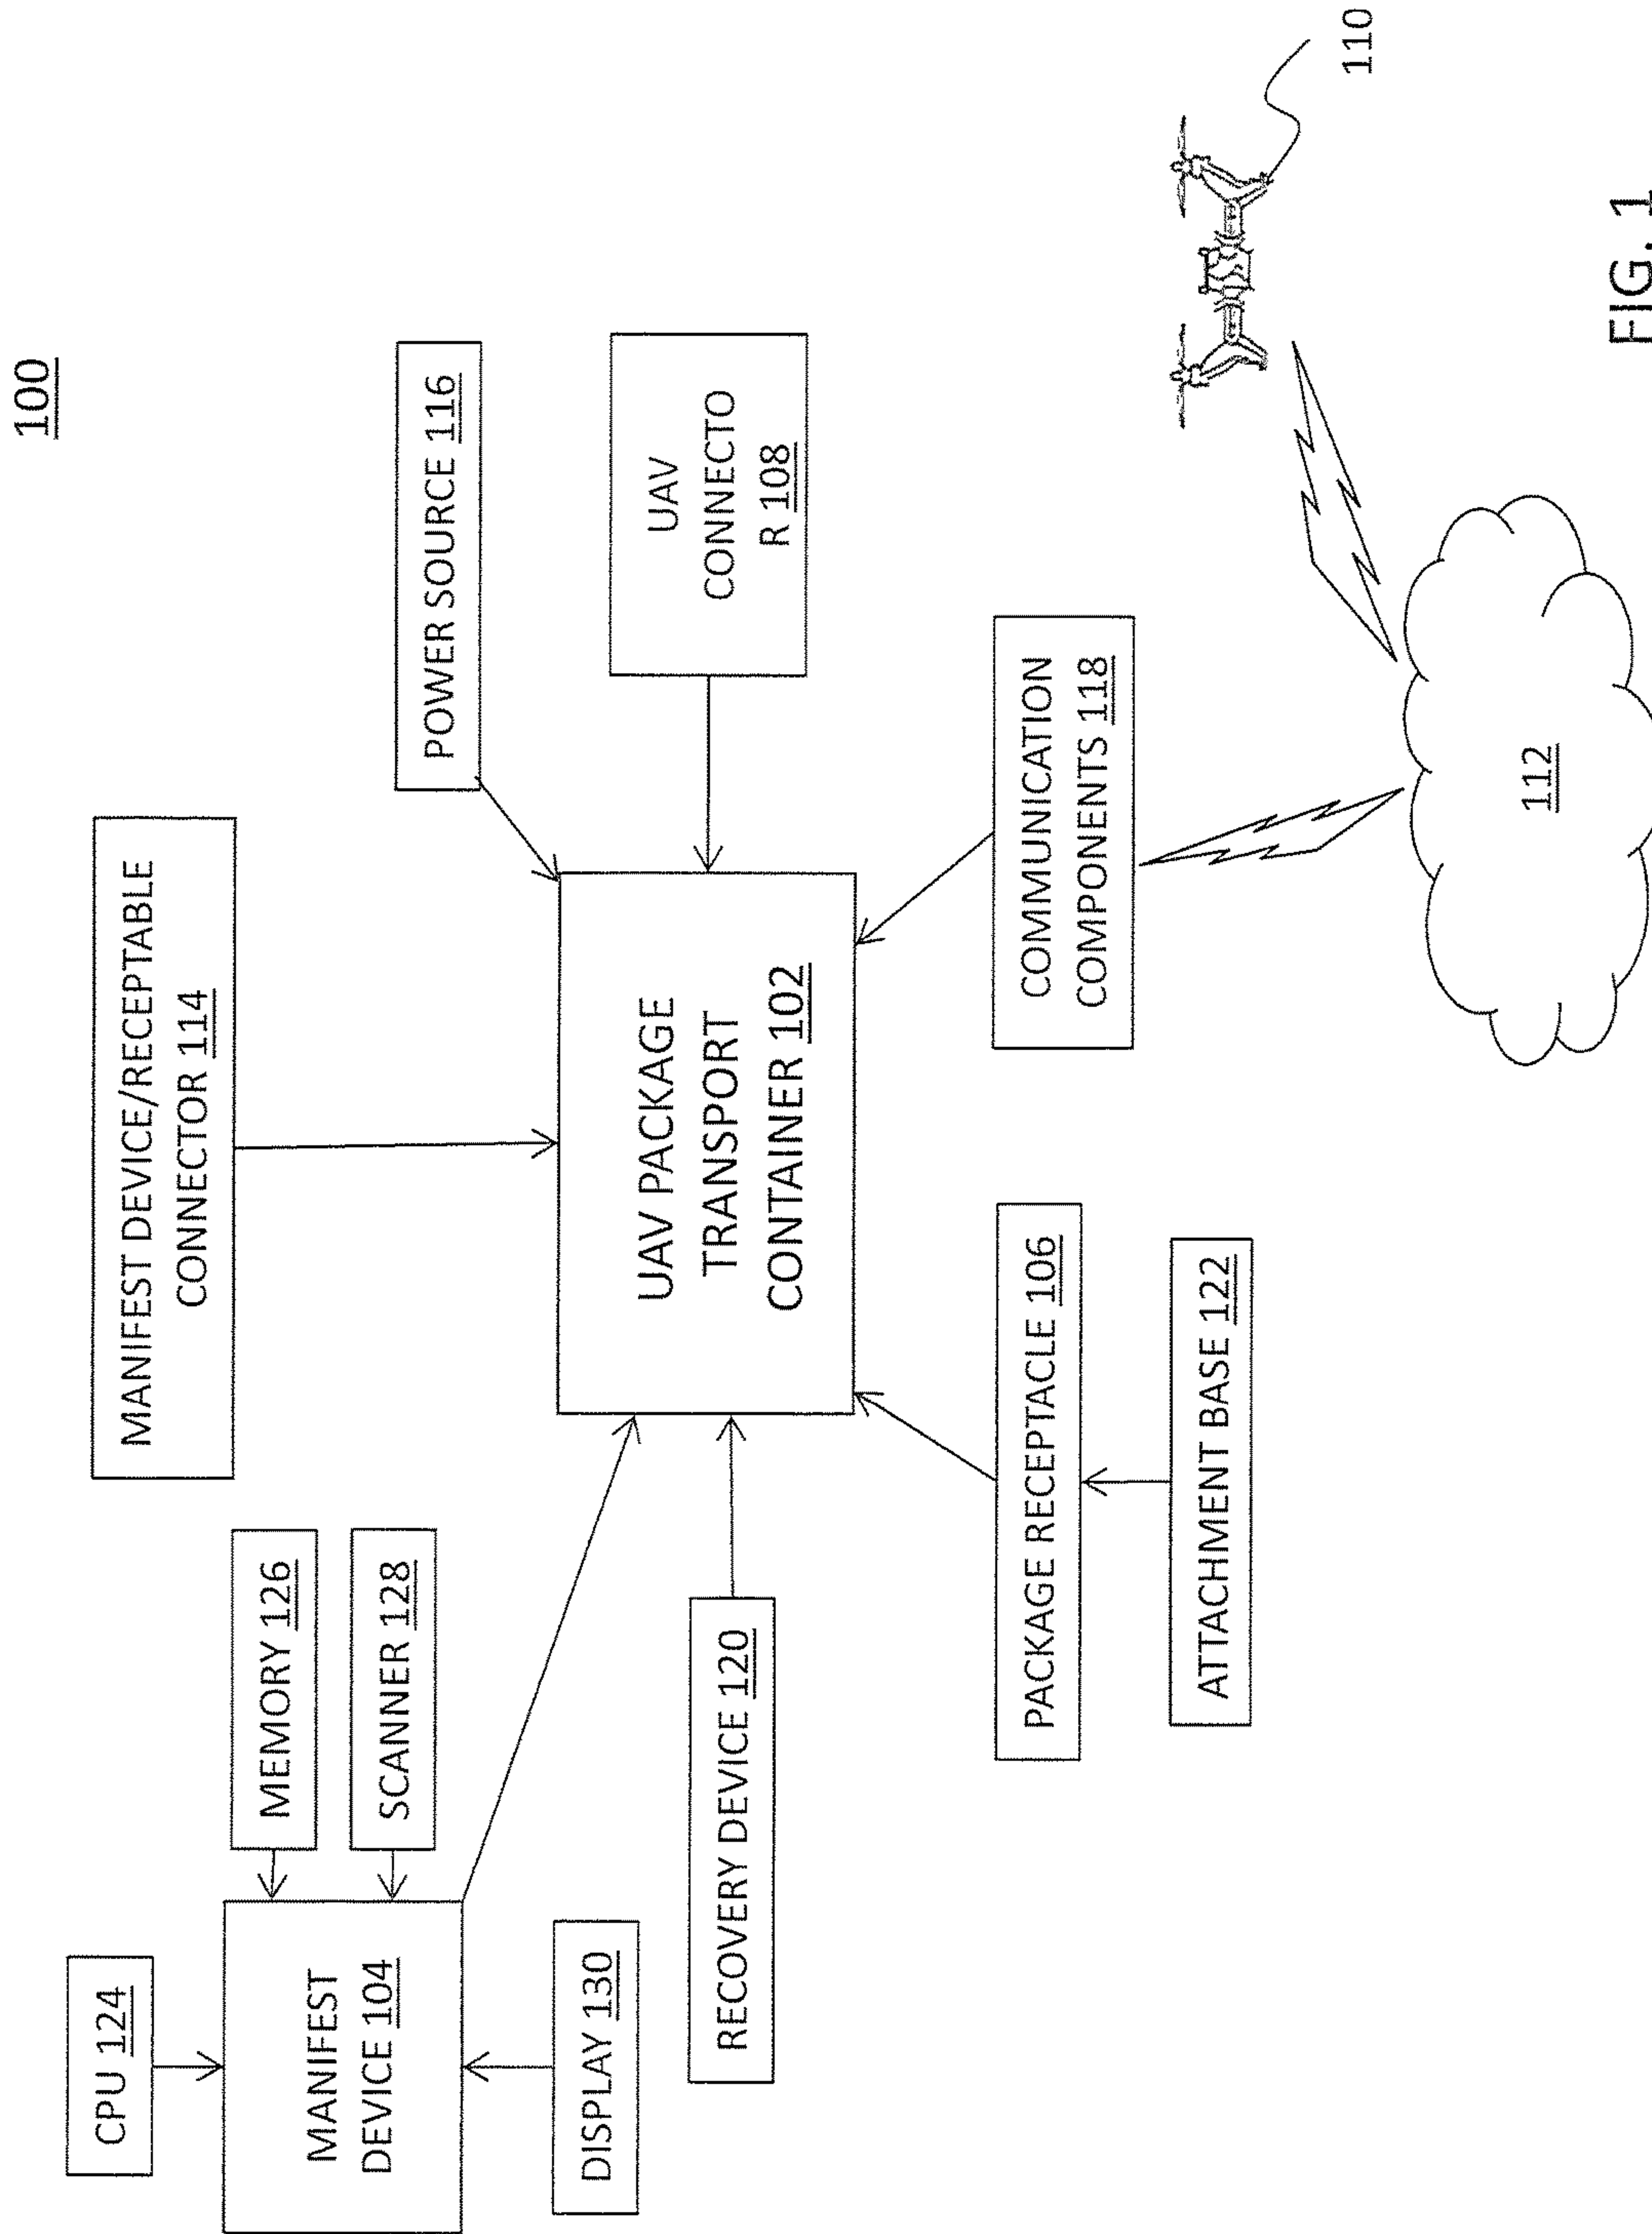 100
MANIFEST DEVICE/RECEPTABLE
CONNECTOR 114
POWER SOURCE 116
CPU 124
MEMORY 126
SCANNER 128
MANIFEST
DEVICE 104
DISPLAY 130
UAV
CONNECTO
R 108
UAV PACKAGE
TRANSPORT
CONTAINER 102
RECOVERY DEVICE 120
PACKAGE RECEPTACLE 106
ATTACHMENT BASE 122
COMMUNICATION
COMPONENTS 118
110
112
FIG. 1